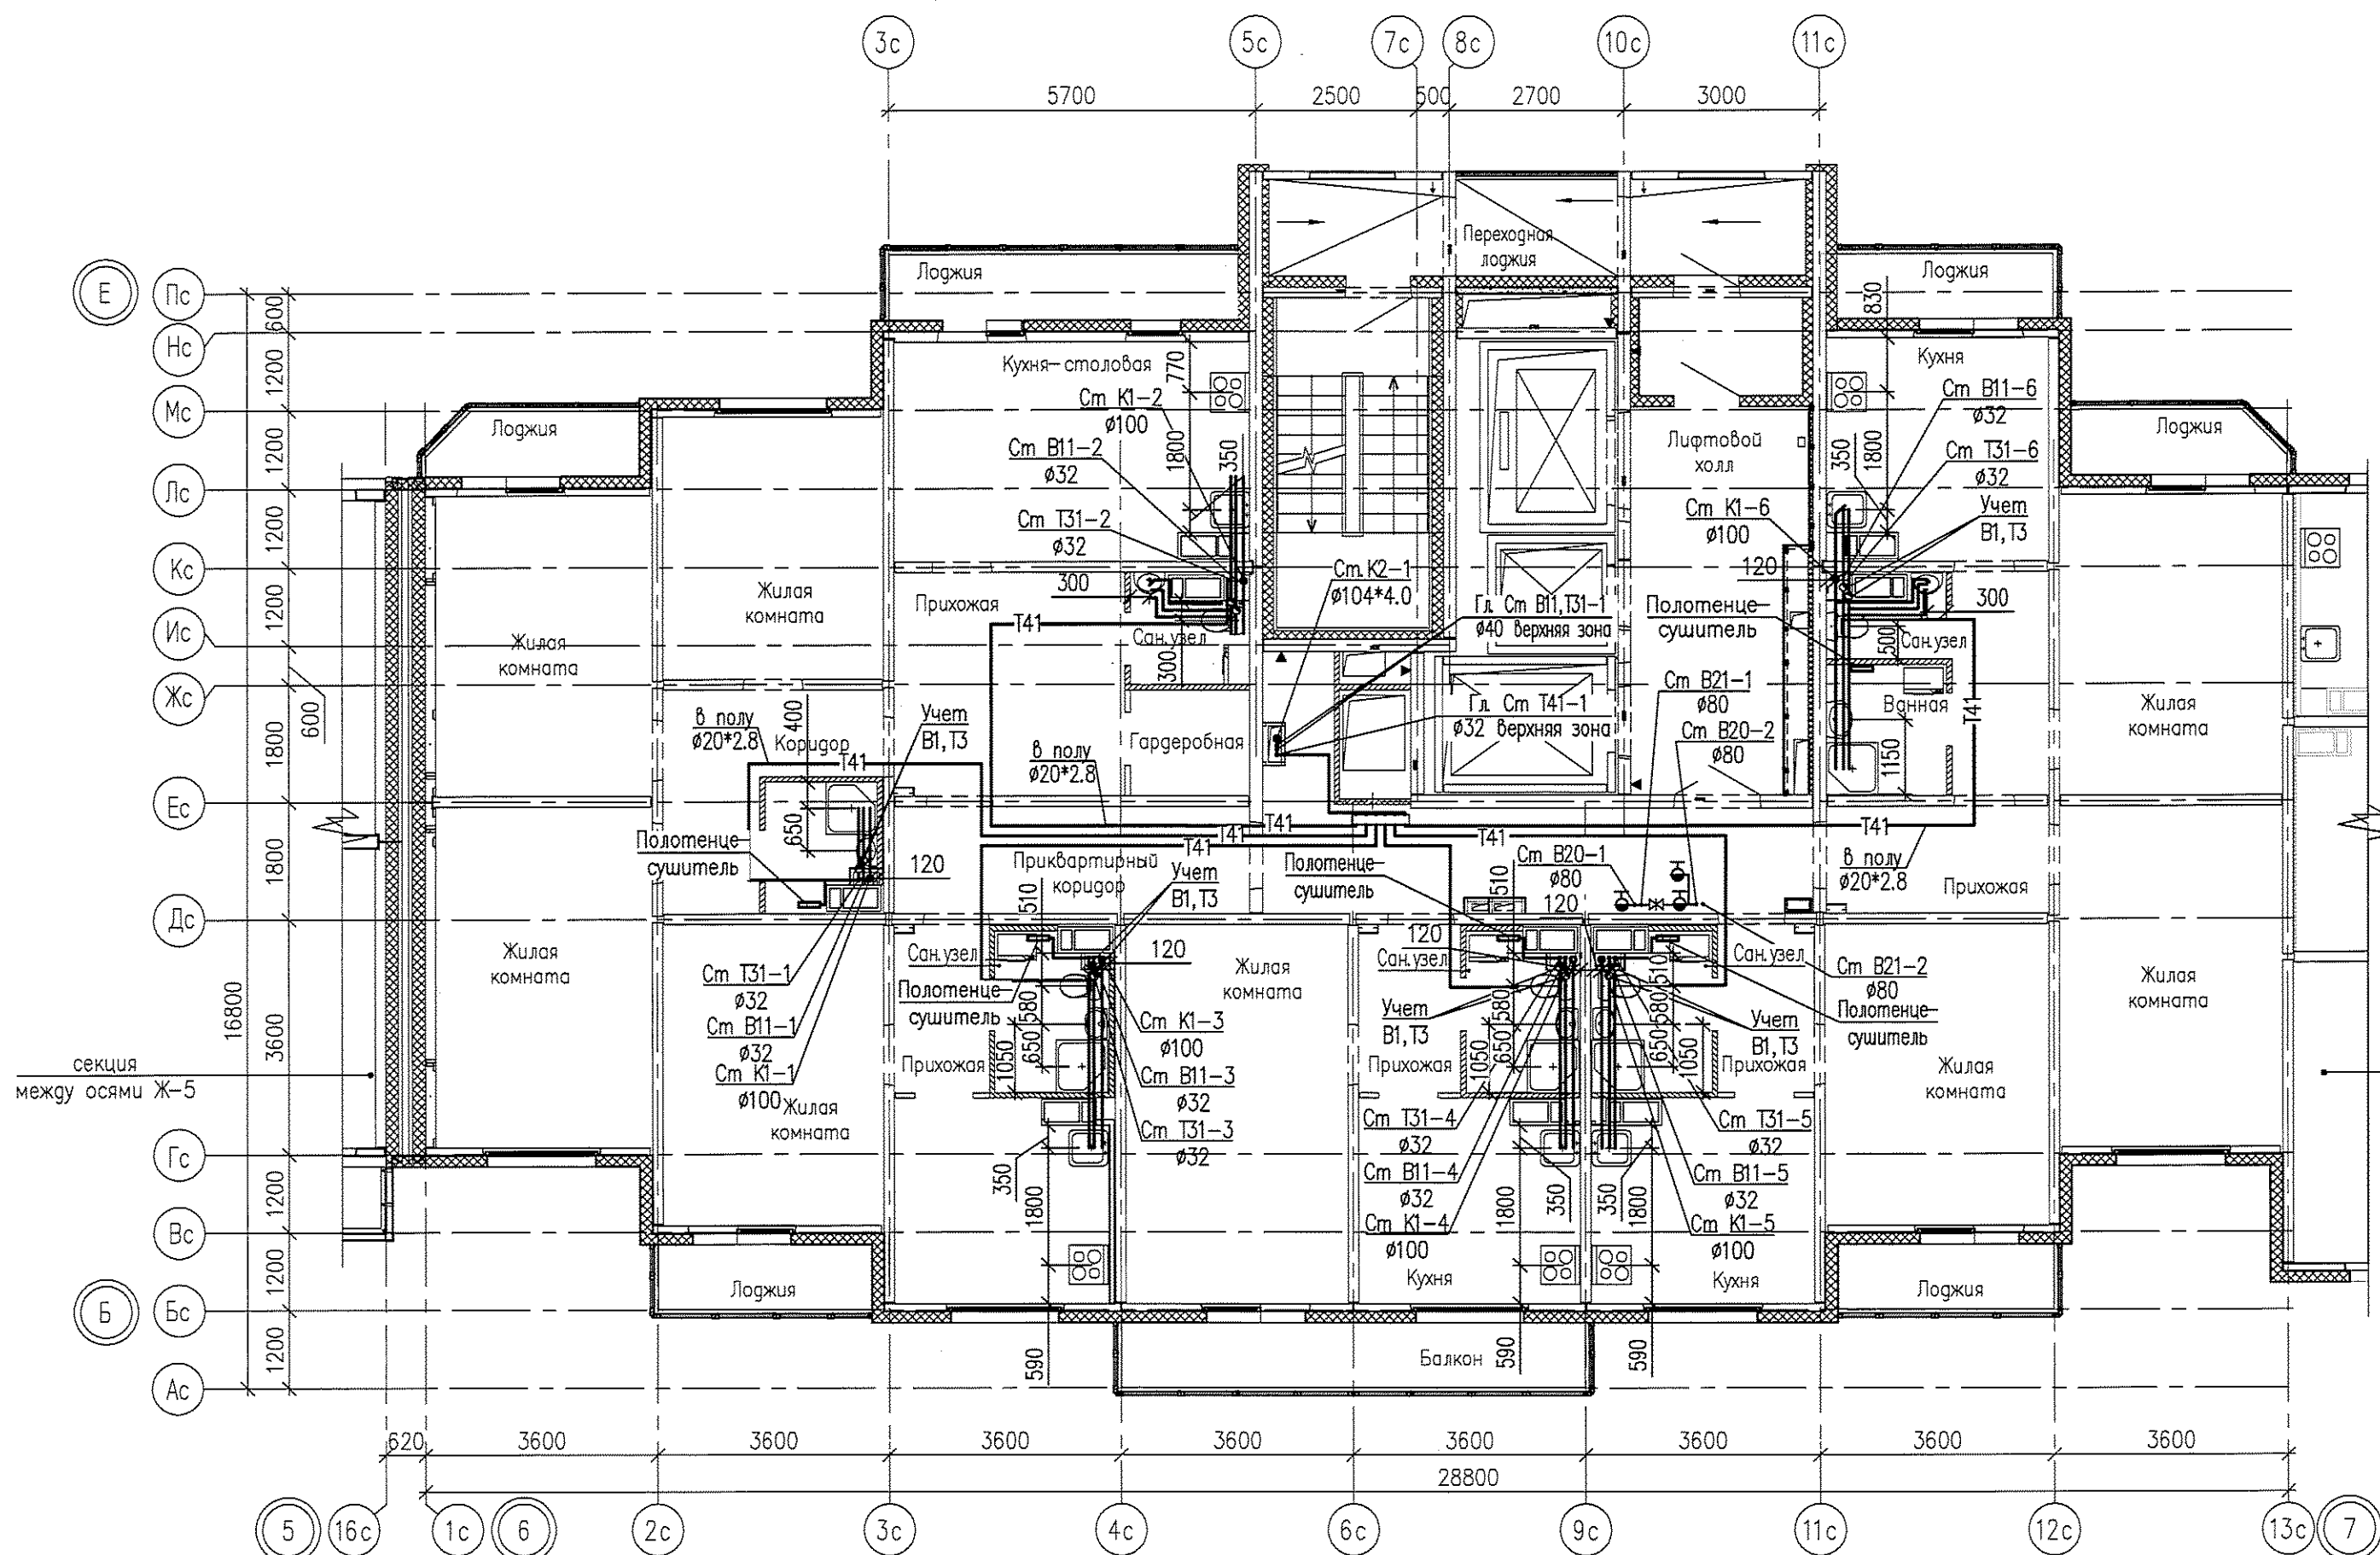 3с
5с
7с
8с
10с
11с
5700
2500
500
2700
3000
Е
Пс
Нс
Мс
Лс
Кс
Ис
Жс
Ес
Дс
Гс
Вс
Б
Бс
Ас
600
1200
1200
1200
1200
1200
600
1800
1800
3600
1200
1200
1200
16800
Лоджия
Переходная
лоджия
Лоджия
830
Кухня-столовая
770
Ст К1-2
ø100
1800
350
Ст В11-2
ø32
Ст Т31-2
ø32
Кухня
Ст В11-6
ø32
350
1800
Ст Т31-6
ø32
Лифтовой
холл
Лоджия
Лоджия
Ст К1-6
ø100
Учет
В1,Т3
120
300
Ст.К2-1
ø104*4.0
Гл. Ст В11,Т31-1
ø40 верхняя зона
Полотенце-
сушитель
300
Жилая
комната
Прихожая
Т41
Сан.узел
Жилая
комната
300
500
Сан.узел
Ст В21-1
ø80
Гл. Ст Т41-1
ø32 верхняя зона
Ст В20-2
ø80
Ванная
Т41
Жилая
комната
1150
в полу
ø20*2.8
400
Учет
В1,Т3
Коридор
Т41
Гардеробная
в полу
ø20*2.8
650
Полотенце-
сушитель
120
Т41
Т41
Т41
Т41
Т41
в полу
ø20*2.8
Приквартирный
коридор
Учет
В1,Т3
510
Полотенце-
сушитель
510
Ст В20-1
ø80
120
Прихожая
Жилая
комната
Сан.узел
120
Жилая
комната
120
Сан.узел
Сан.узел
510
Ст В21-2
ø80
Жилая
комната
Ст Т31-1
ø32
Ст В11-1
ø32
Ст К1-1
ø100
Полотенце-
сушитель
580
650
1050
Прихожая
Ст К1-3
ø100
Ст В11-3
ø32
Ст Т31-3
ø32
Учет
В1,Т3
580
650
1050
Прихожая
580
650
1050
Учет
В1,Т3
Полотенце-
сушитель
Прихожая
Жилая
комната
Жилая
комната
секция
между осями Ж-5
Ст Т31-4
ø32
Ст В11-4
ø32
Ст К1-4
ø100
Ст Т31-5
ø32
Ст В11-5
ø32
Ст К1-5
ø100
350
1800
1800
350
350
1800
Лоджия
Кухня
Кухня
Лоджия
590
Балкон
590
590
620
3600
3600
3600
3600
3600
3600
3600
3600
28800
5
16с
1с
6
2с
3с
4с
6с
9с
11с
12с
13с
7